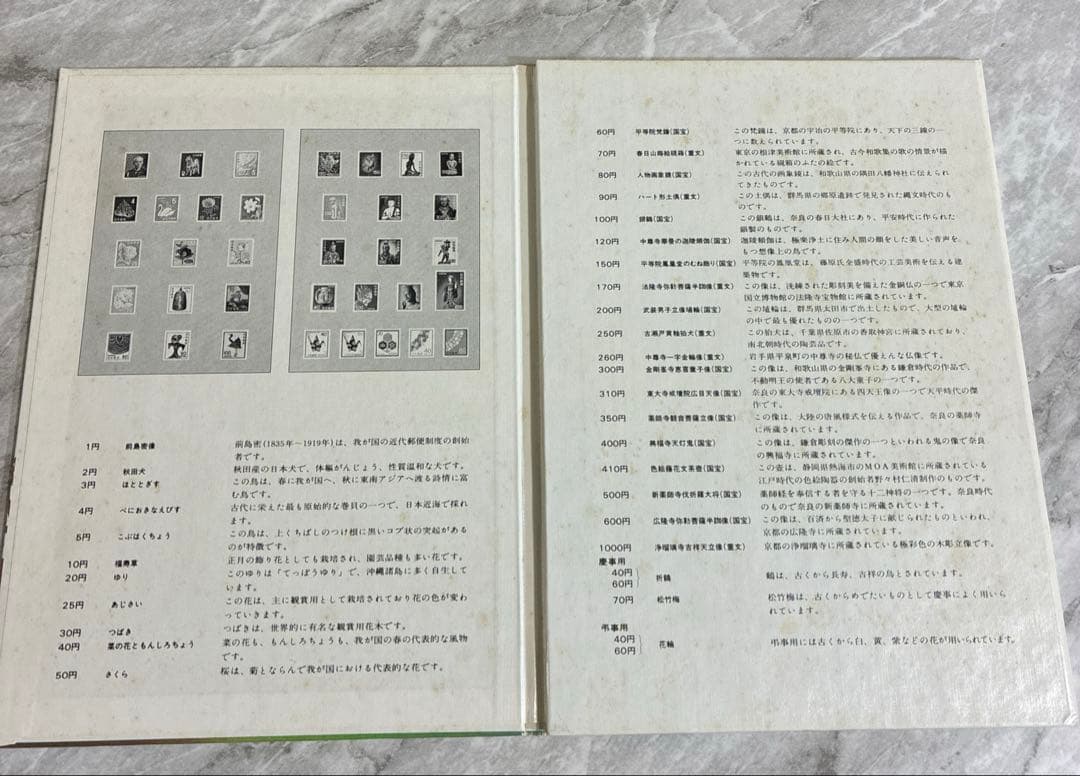 1円 前島密像 前島密(1835年〜1919年)は、我が国の近代郵便制度の創始
者です。
2円 秋田犬 秋田産の日本犬で、体軀がんじょう、性質温和な犬です。
3円 ほととぎす この鳥は、春に我が国へ、秋に東南アジアへ渡る詩情に富
む鳥です。
4円 べにおきなえびす 古代に栄えた最も原始的な巻貝の一つで、日本近海で採れ
ます。
5円 こぶはくちょう この鳥は、上くちばしのつけ根に黒いコブ状の突起がある
のが特徴です。
10円 福寿草 正月の飾り花としても栽培され、園芸品種も多い花です。
20円 ゆり このゆりは「てっぽうゆり」で、沖縄諸島に多く自生して
います。
25円 あじさい この花は、主に観賞用として栽培されており花の色が変わ
っていきます。
30円 つばき つばきは、世界的に有名な観賞用花木です。
40円 菜の花ともんしろちょう 菜の花も、もんしろちょうも、我が国の春の代表的な風物
です。
50円 さくら 桜は、菊とならんで我が国における代表的な花です。
60円 平等院梵鐘(国宝) この梵鐘は、京都の宇治の平等院にあり、天下の三鐘の一
つに数えられています。
70円 春日山蒔絵硯箱(重文) 東京の根津美術館に所蔵され、古今和歌集の歌の情景が描
かれている硯箱のふたの絵です。
80円 人物画象鏡(国宝) この古代の画象鏡は、和歌山県の隅田八幡神社に伝えられ
てきたものです。
90円 ハート形土偶(重文) この土偶は、群馬県の郷原遺跡で発見された縄文時代のも
のです。
100円 銀鶴(国宝) この銀鶴は、奈良の春日大社にあり、平安時代に作られた
銀製のものです。
120円 中尊寺華鬘の迦陵頻伽(国宝) 迦陵頻伽は、極楽浄土に住み人間の顔をした美しい音声を
もつ想像上の鳥です。
150円 平等院鳳凰堂のむね飾り(国宝) 平等院の鳳凰堂は、藤原氏全盛時代の工芸美術を伝える建
築物です。
170円 法隆寺弥勒菩薩半跏像(重文) この像は、洗練された彫刻美を備えた金銅仏の一つで東京
国立博物館の法隆寺宝物館に所蔵されています。
200円 武装男子立像埴輪(国宝) この埴輪は、群馬県太田市で出土したもので、大型の埴輪
の中で最も優れたものの一つです。
250円 古瀬戸黄釉狛犬(重文) この狛犬は、千葉県佐原市の香取神宮に所蔵されており、
南北朝時代の陶芸品です。
260円 中尊寺一字金輪像(重文) 岩手県平泉町の中尊寺の秘仏で優えんな仏像です。
300円 金剛峯寺恵喜童子像(国宝) この像は、和歌山県の金剛峯寺にある鎌倉時代の作品で、
不動明王の使者である八大童子の一つです。
310円 東大寺戒壇院広目天像(国宝) 奈良の東大寺戒壇院にある四天王像の一つで天平時代の傑
作です。
350円 薬師寺観音菩薩立像(国宝) この像は、大陸の唐風様式を伝える作品で、奈良の薬師寺
に所蔵されています。
400円 興福寺天灯鬼(国宝) この像は、鎌倉彫刻の傑作の一つといわれる鬼の像で奈良
の興福寺に所蔵されています。
410円 色絵藤花文茶壺(国宝) この壺は、静岡県熱海市のMOA美術館に所蔵されている
江戸時代の色絵陶器の創始者野々村仁清制作のものです。
500円 新薬師寺伐折羅大将(国宝) 薬師経を専信する者を守る十二神将の一つです。奈良時代
のもので奈良の新薬師寺に所蔵されています。
600円 広隆寺弥勒菩薩半跏像(国宝) この像は、百済から聖徳太子に献じられたものといわれ、
京都の広隆寺に所蔵されています。
1000円 浄瑠璃寺吉祥天立像(重文) 京都の浄瑠璃寺に所蔵されている極彩色の木彫立像です。
慶事用
40円
60円 折鶴 鶴は、古くから長寿、吉祥の鳥とされています。
70円 松竹梅 松竹梅は、古くからめでたいものとして慶事によく用いら
れています。
弔事用
40円
60円 花輪 弔事用には古くから白、黄、紫などの花が用いられています。